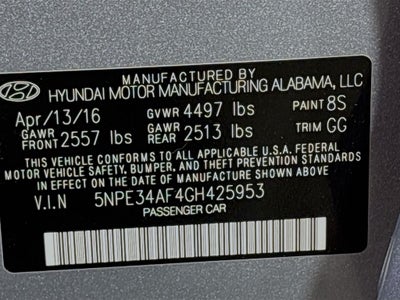 MANUFACTURED BY
HYUNDAI MOTOR MANUFACTURING ALABAMA, LLC
Apr/13/16 GVWR 4497 lbs PAINT 8S
GAWR FRONT 2557 lbs GAWR REAR 2513 lbs TRIM GG
THIS VEHICLE CONFORMS TO ALL APPLICABLE U.S.A. FEDERAL
MOTOR VEHICLE SAFETY, BUMPER, AND THEFT PREVENTION STANDARDS
IN EFFECT ON THE DATE OF MANUFACTURE SHOWN ABOVE
V.I.N 5NPE34AF4GH425953
PASSENGER CAR